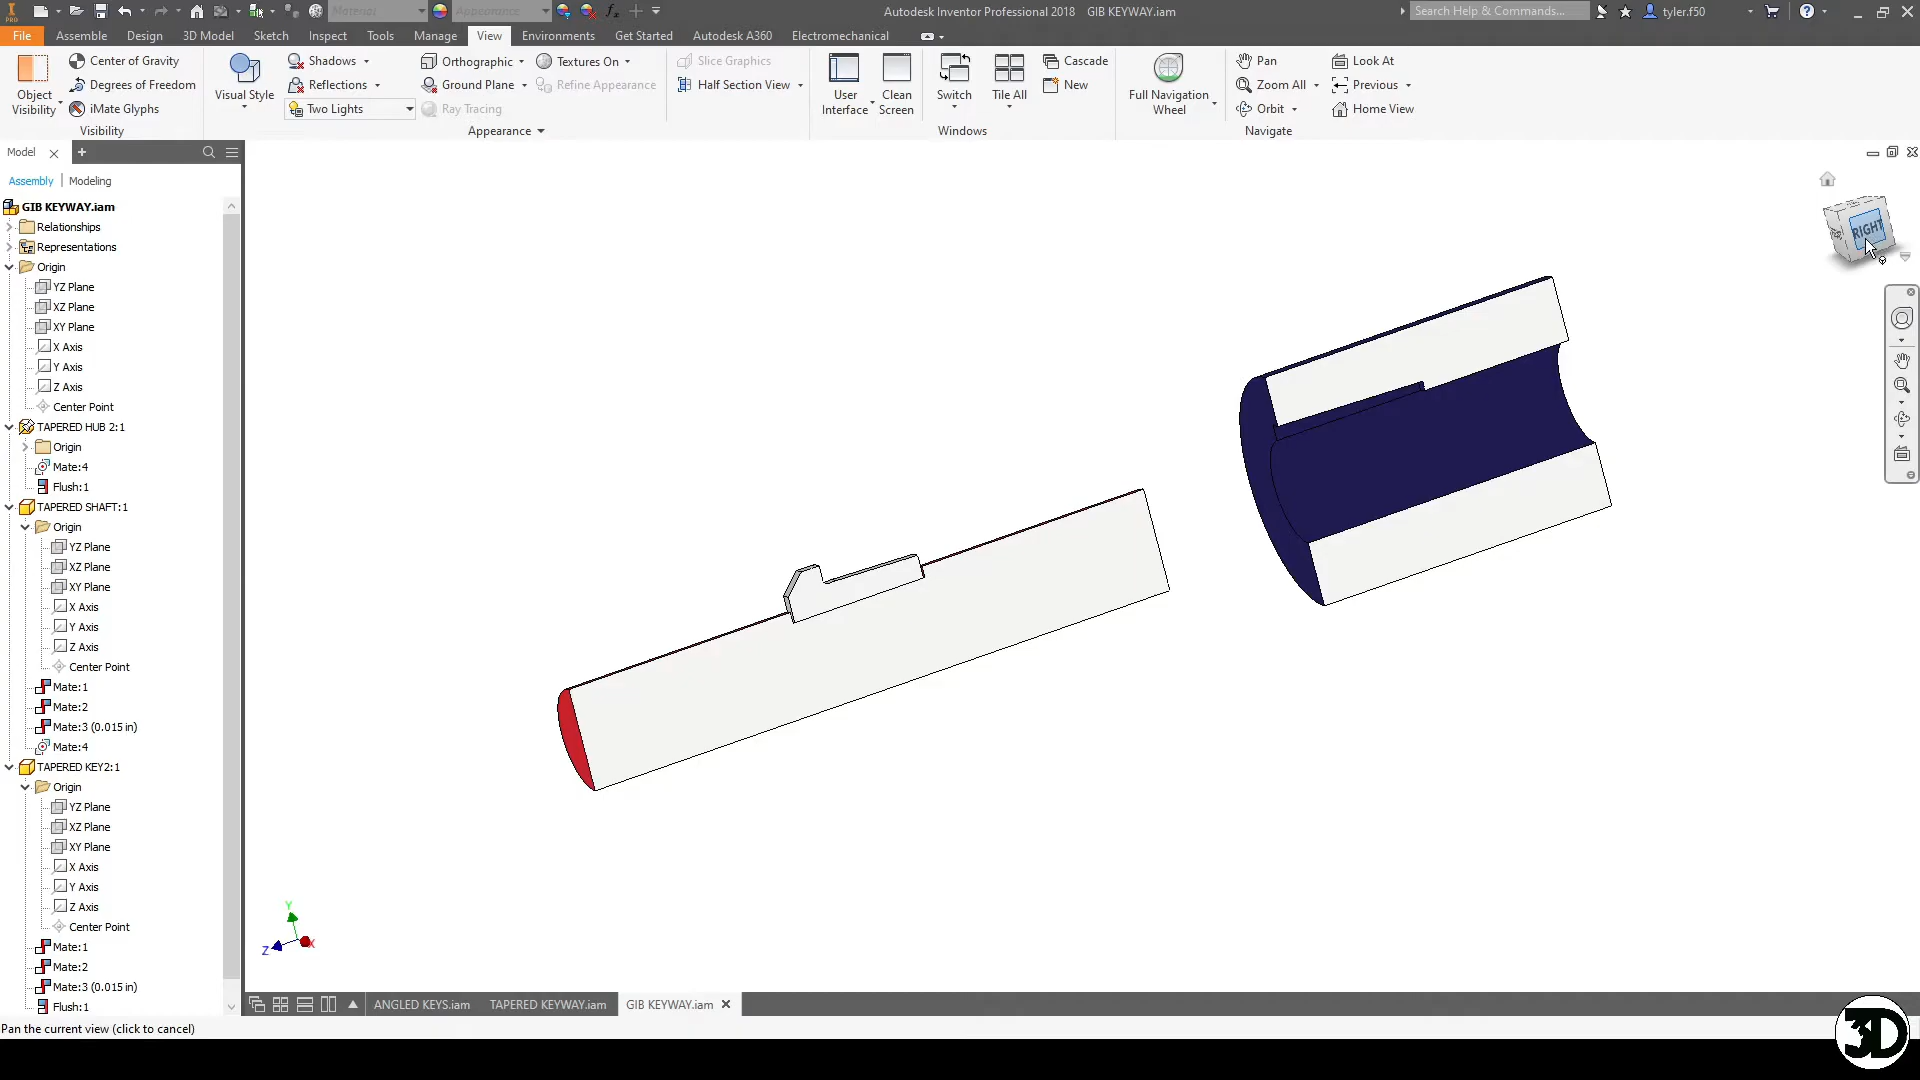 PRO
Material
Appearance
Autodesk Inventor Professional 2018 GIB KEYWAY.iam
Search Help & Commands...
tyler.f50
File Assemble Design 3D Model Sketch Inspect Tools Manage View Environments Get Started Autodesk A360 Electromechanical
Object Visibility
Center of Gravity
Degrees of Freedom
iMate Glyphs
Visibility
Visual Style
Shadows
Reflections
Two Lights
Orthographic
Ground Plane
Ray Tracing
Textures On
Refine Appearance
Appearance
Slice Graphics
Half Section View
User Interface
Clean Screen
Switch
Tile All
Cascade
New
Windows
Full Navigation Wheel
Pan
Zoom All
Orbit
Look At
Previous
Home View
Navigate
Model
Assembly | Modeling
GIB KEYWAY.iam
Relationships
Representations
Origin
YZ Plane
XZ Plane
XY Plane
X Axis
Y Axis
Z Axis
Center Point
TAPERED HUB 2:1
Origin
Mate:4
Flush:1
TAPERED SHAFT:1
Origin
YZ Plane
XZ Plane
XY Plane
X Axis
Y Axis
Z Axis
Center Point
Mate:1
Mate:2
Mate:3 (0.015 in)
Mate:4
TAPERED KEY2:1
Origin
YZ Plane
XZ Plane
XY Plane
X Axis
Y Axis
Z Axis
Center Point
Mate:1
Mate:2
Mate:3 (0.015 in)
Flush:1
RIGHT
Y
Z
X
ANGLED KEYS.iam TAPERED KEYWAY.iam GIB KEYWAY.iam
Pan the current view (click to cancel)
3D